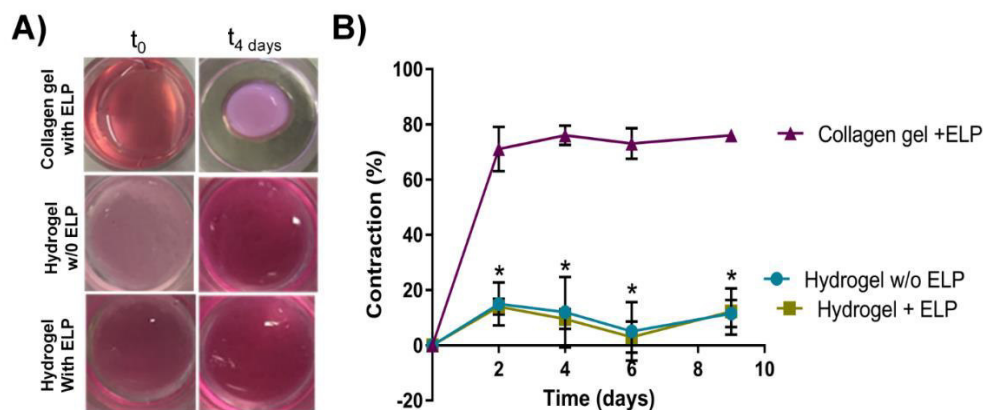 A)
t0
t4 days
Collagen gel
with ELP
Hydrogel
w/0 ELP
Hydrogel
With ELP
B)
100
80
60
40
20
0
-20
Contraction (%)
*
*
*
*
2
4
6
8
10
Time (days)
Collagen gel +ELP
Hydrogel w/o ELP
Hydrogel + ELP